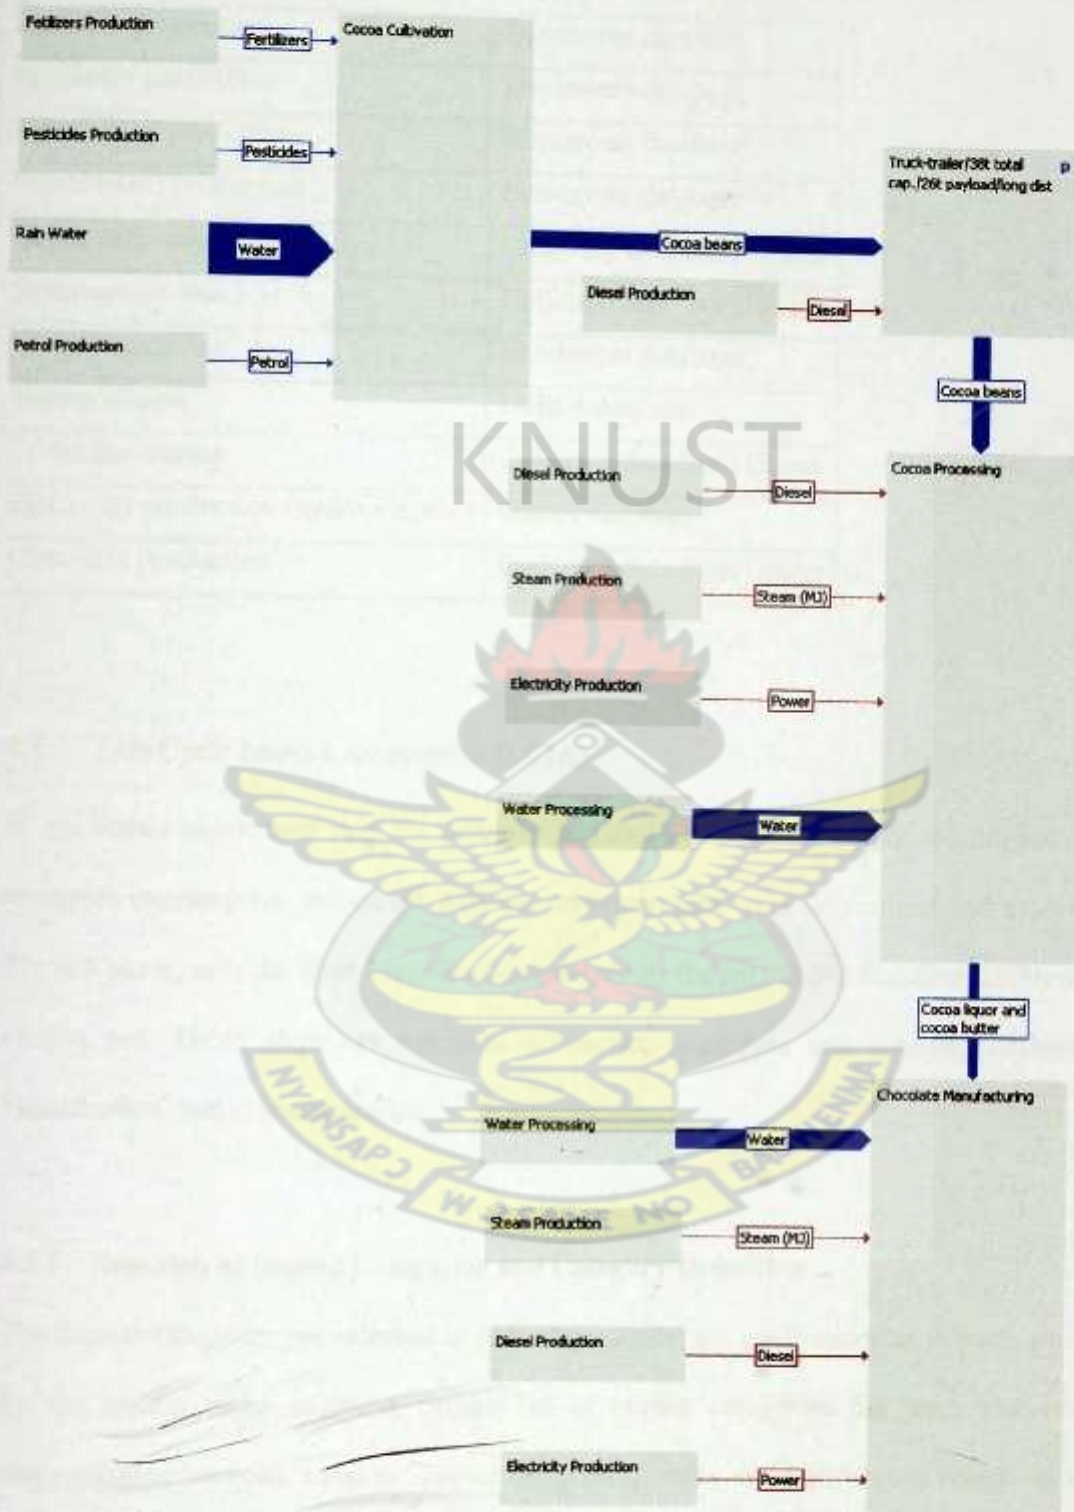 Fetilizers Production
Fertilizers
Cocoa Cultivation
Pesticides Production
Pesticides
Truck-trailer/38t total
cap./26t payload/long dist
p
Rain Water
Water
Cocoa beans
Diesel Production
Diesel
Petrol Production
Petrol
Cocoa beans
KNUST
Diesel Production
Diesel
Cocoa Processing
Steam Production
Steam (MJ)
Electricity Production
Power
Water Processing
Water
Cocoa liquor and
cocoa butter
Chocolate Manufacturing
Water Processing
Water
NYANSAPƆ
NO
Steam Production
Steam (MJ)
Diesel Production
Diesel
Electricity Production
Power